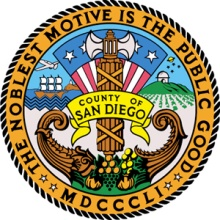 THE NOBLEST MOTIVE IS THE PUBLIC GOOD
COUNTY OF
SAN DIEGO
MDCCCLI